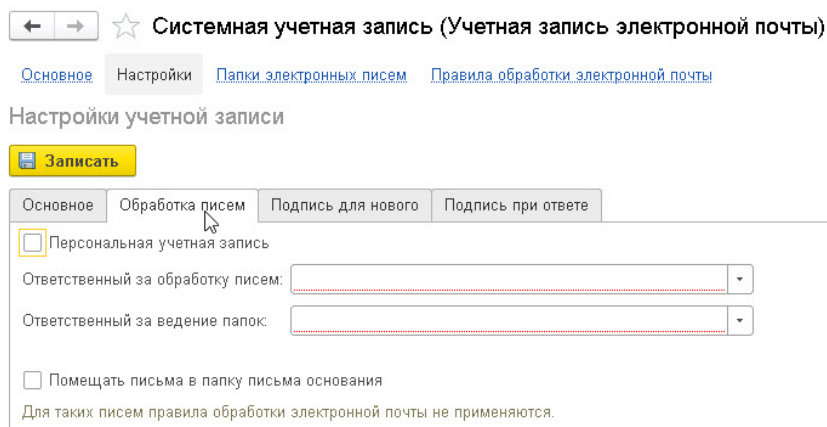 Системная учетная запись (Учетная запись электронной почты)
Основное Настройки Папки электронных писем Правила обработки электронной почты
Настройки учетной записи
Записать
Основное Обработка писем Подпись для нового Подпись при ответе
Персональная учетная запись
Ответственный за обработку писем:
Ответственный за ведение папок:
Помещать письма в папку письма основания
Для таких писем правила обработки электронной почты не применяются.